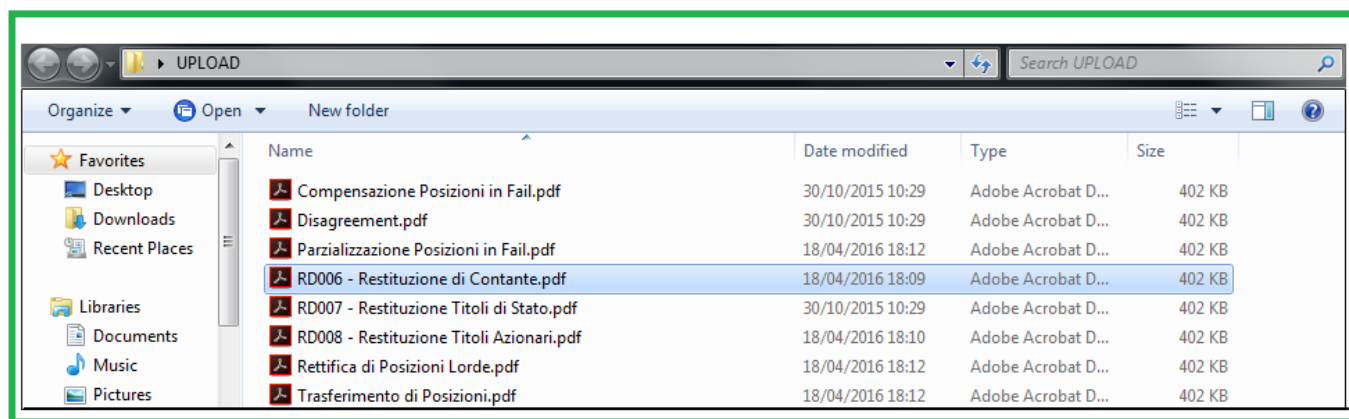 UPLOAD Search UPLOAD
Organize Open New folder
Name Date modified Type Size
Favorites
Compensazione Posizioni in Fail.pdf 30/10/2015 10:29 Adobe Acrobat D... 402 KB
Desktop
Disagreement.pdf 30/10/2015 10:29 Adobe Acrobat D... 402 KB
Downloads
Parzializzazione Posizioni in Fail.pdf 18/04/2016 18:12 Adobe Acrobat D... 402 KB
Recent Places
RD006 - Restituzione di Contante.pdf 18/04/2016 18:09 Adobe Acrobat D... 402 KB
Libraries
RD007 - Restituzione Titoli di Stato.pdf 30/10/2015 10:29 Adobe Acrobat D... 402 KB
Documents
RD008 - Restituzione Titoli Azionari.pdf 18/04/2016 18:10 Adobe Acrobat D... 402 KB
Music
Rettifica di Posizioni Lorde.pdf 18/04/2016 18:12 Adobe Acrobat D... 402 KB
Pictures
Trasferimento di Posizioni.pdf 18/04/2016 18:12 Adobe Acrobat D... 402 KB